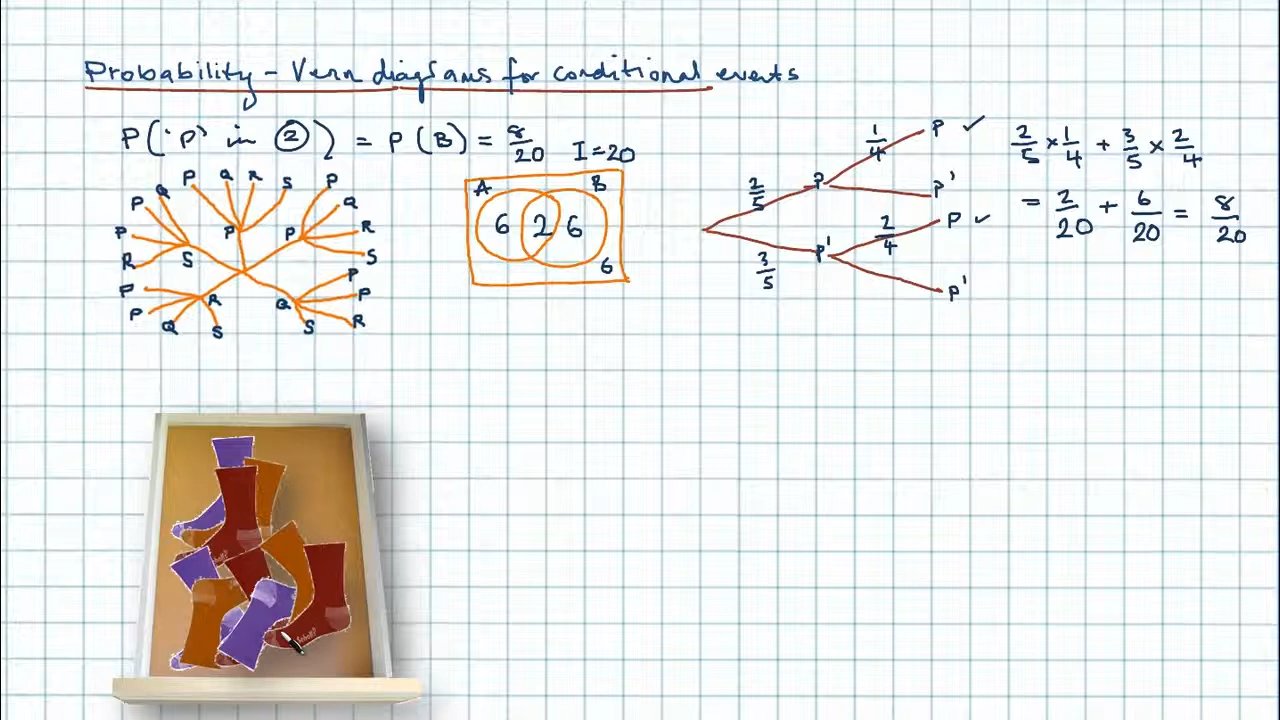 Probability - Venn diagrams for conditional events
P('P' in ②) = P(B) = 8/20 I=20
P Q P Q R S P Q R S P R S P P
P P Q S R Q P P R S
A B
6 2 6
6
2/5 P 1/4 P ✓
P'
3/5 P' 2/4 P ✓
P'
2/5 × 1/4 + 3/5 × 2/4
= 2/20 + 6/20 = 8/20